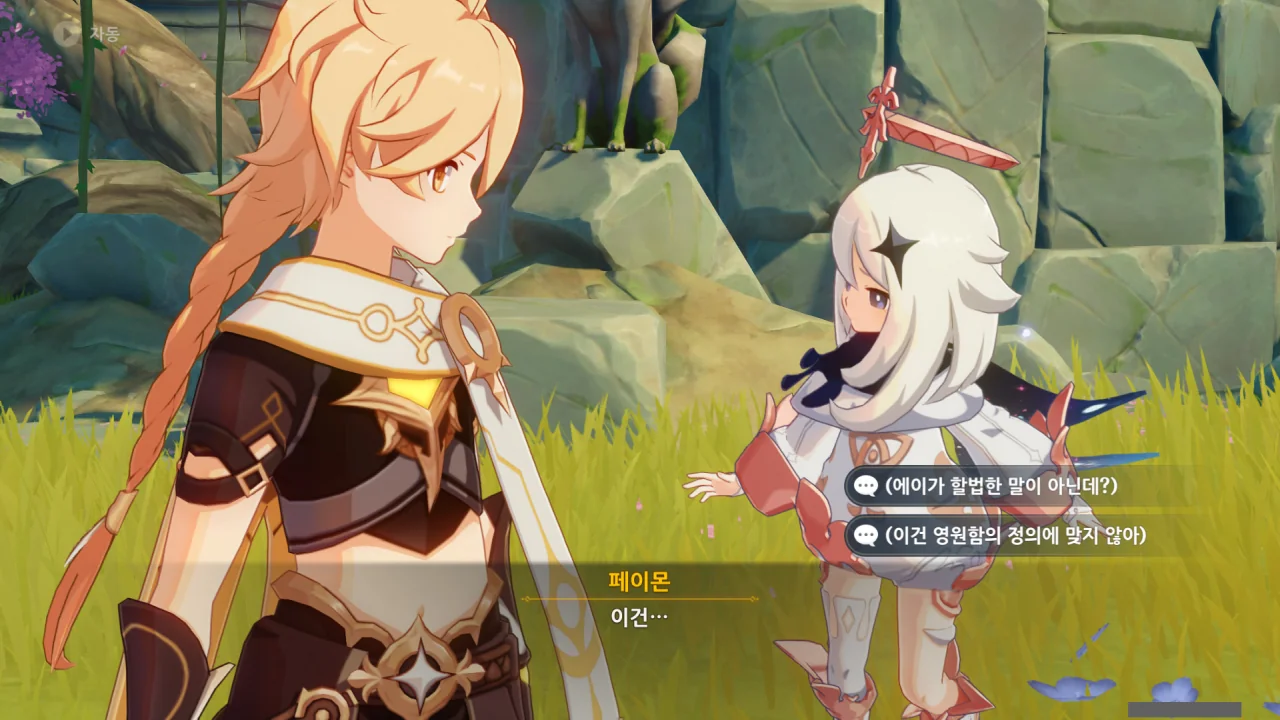 자동
(에이가 할법한 말이 아닌데?)
(이건 영원함의 정의에 맞지 않아)
페이몬
이건…